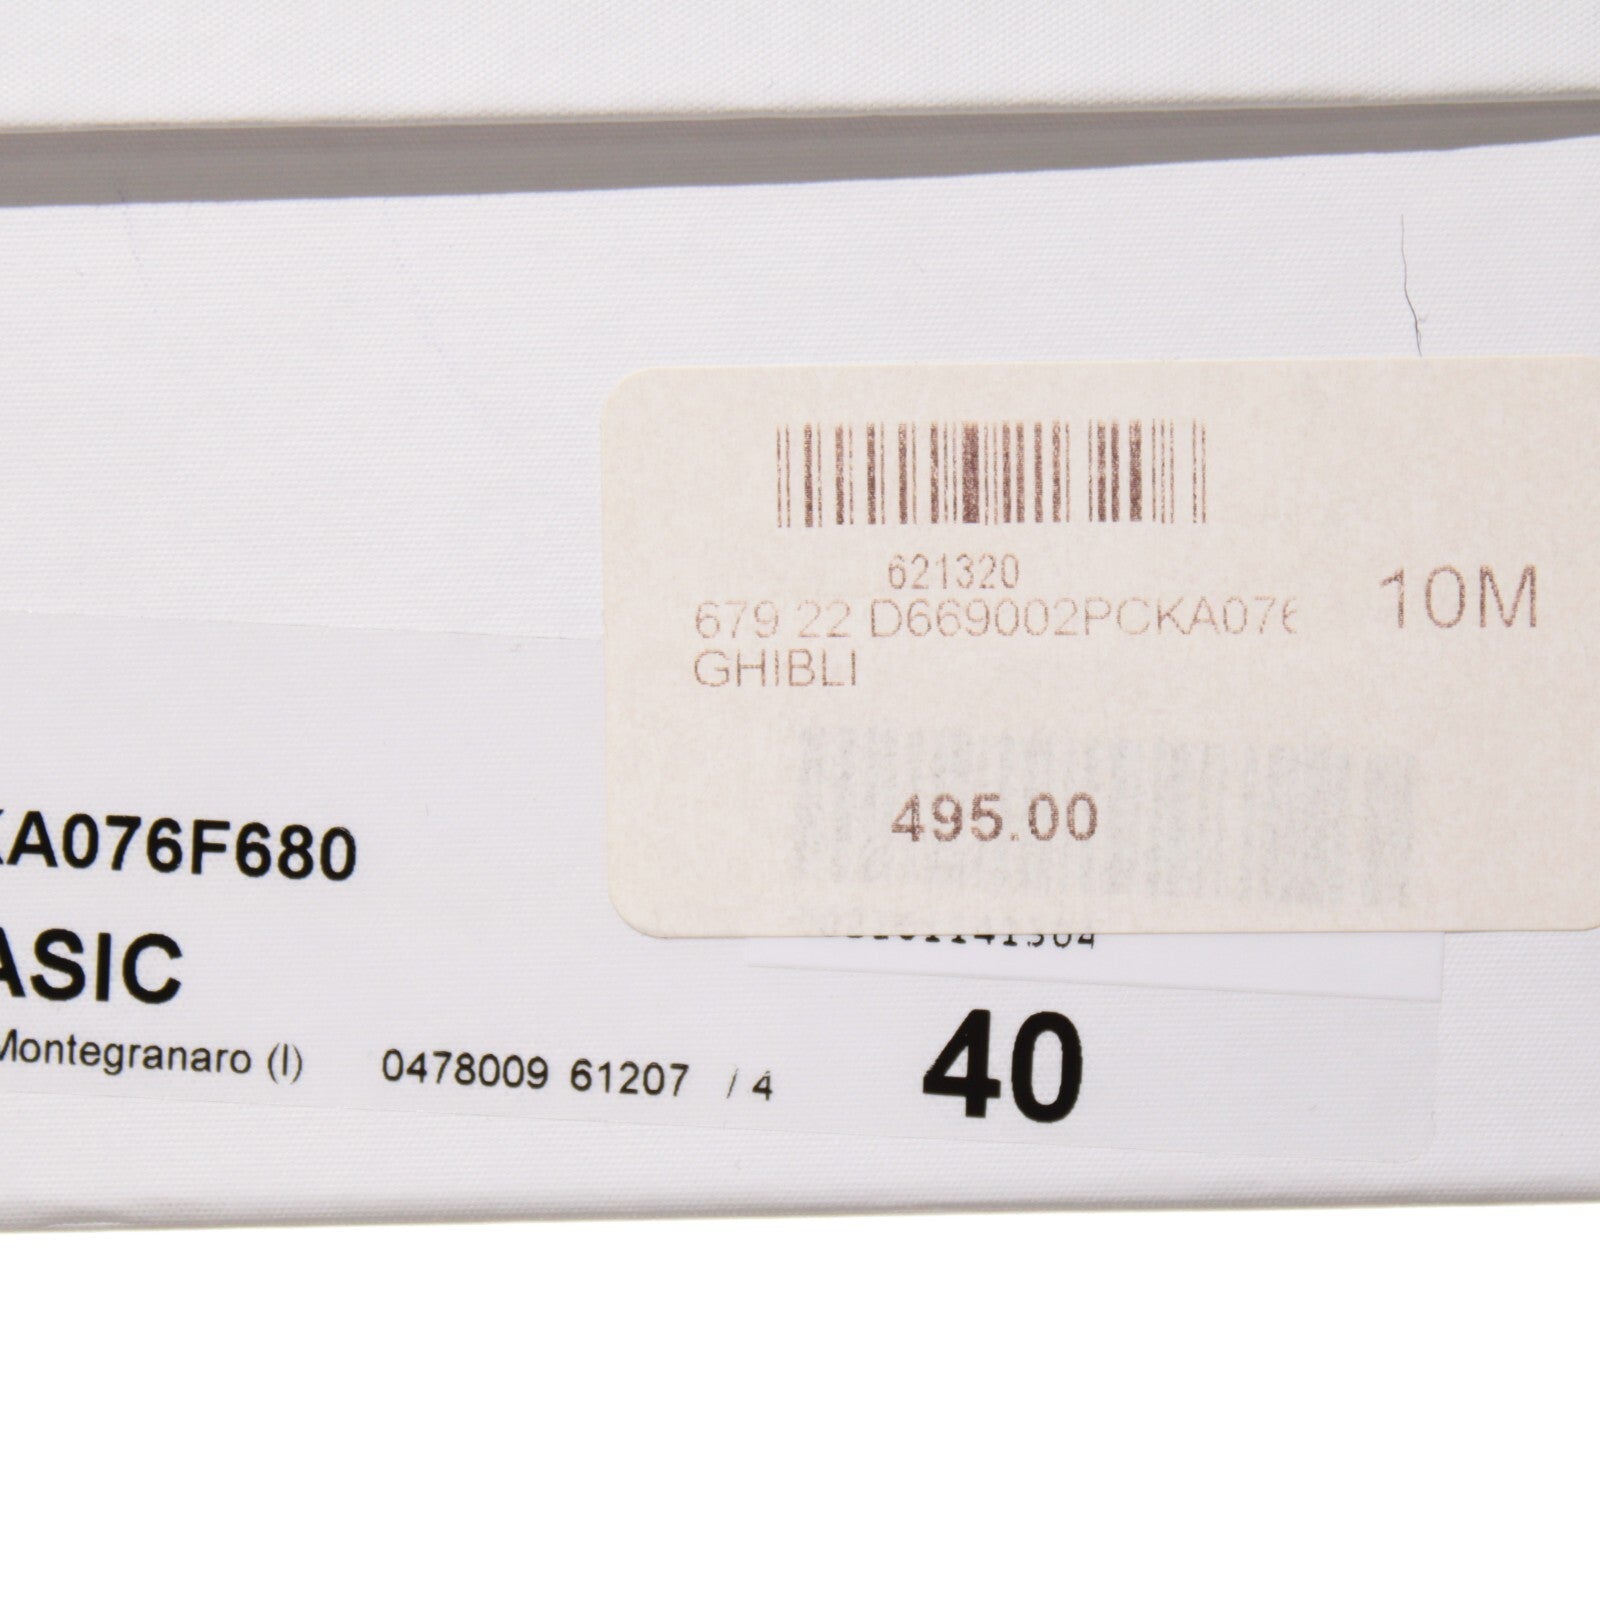 621320
679 22 D669002PCKA076
GHIBLI
10M
495.00
KA076F680
ASIC
Montegranaro (I)
0478009 61207 / 4
40